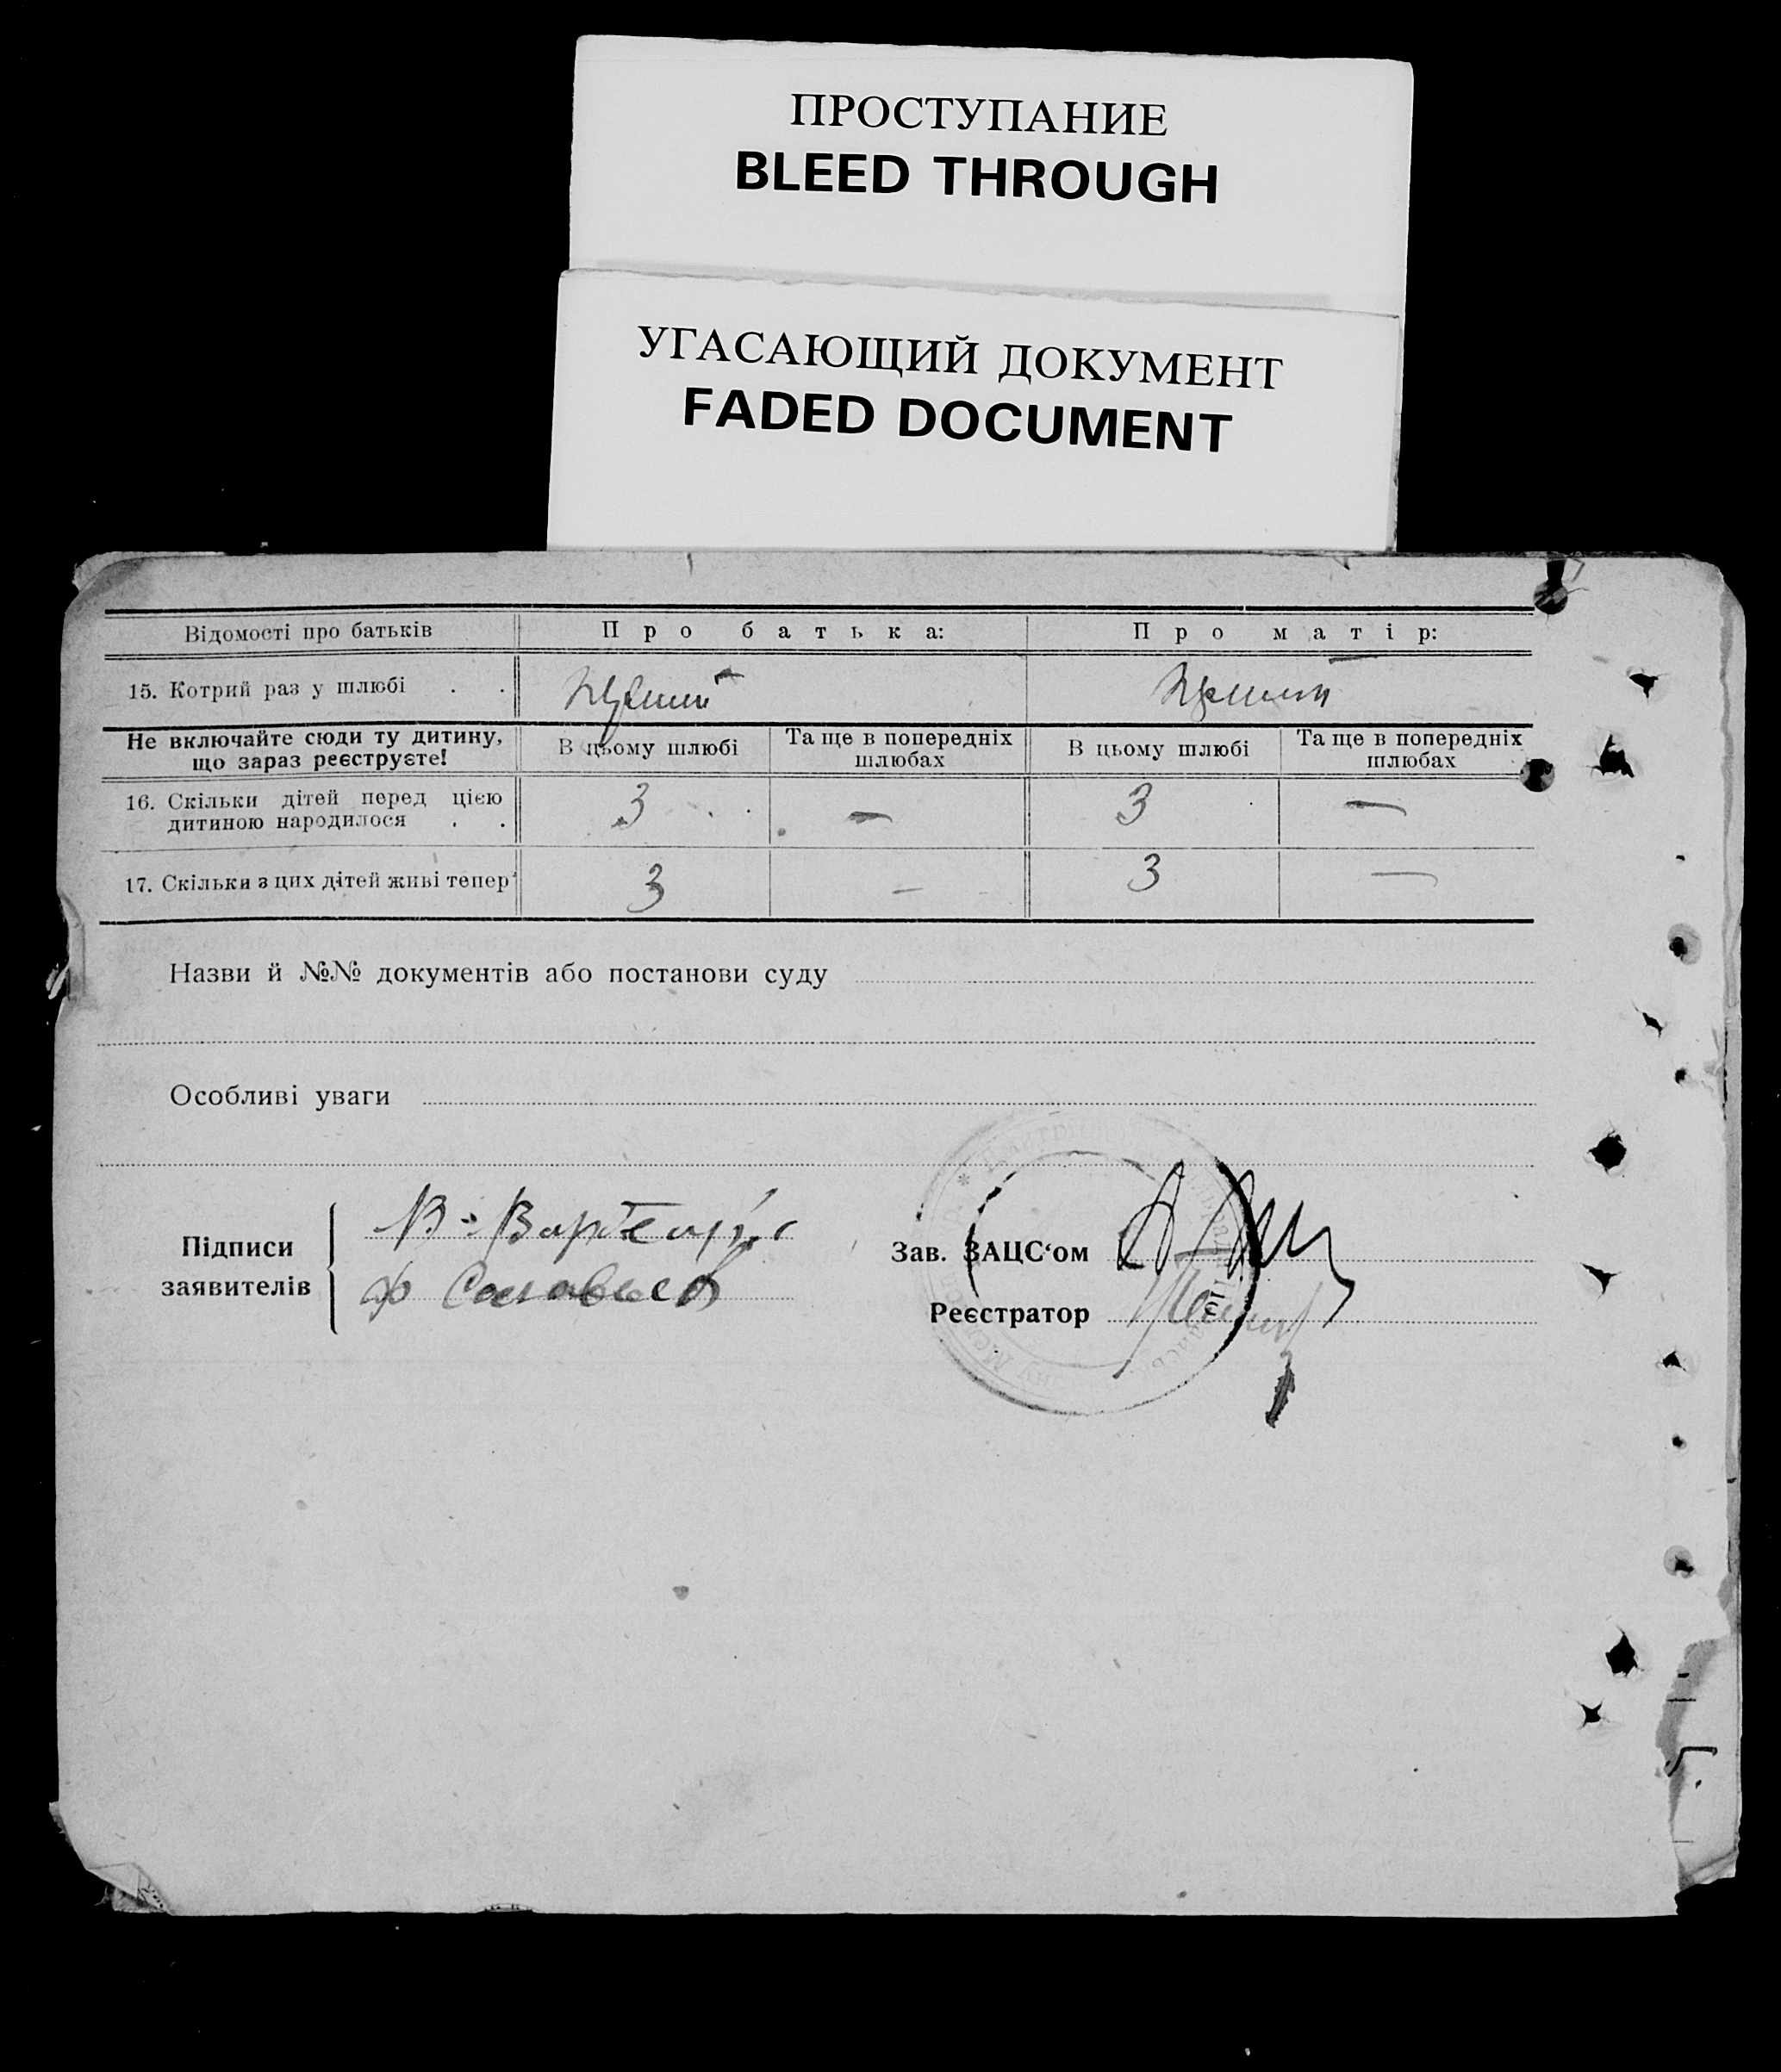 ПРОСТУПАНИЕ
BLEED THROUGH
УГАСАЮЩИЙ ДОКУМЕНТ
FADED DOCUMENT
Відомості про батьків
Про батька:
Про матір:
15. Котрий раз у шлюбі . .
Не включайте сюди ту дитину,
що зараз реєструєте!
В цьому шлюбі
Та ще в попередніх
шлюбах
В цьому шлюбі
Та ще в попередніх
шлюбах
16. Скільки дітей перед цією
дитиною народилося . .
3
—
3
—
17. Скільки з цих дітей живі тепер
3
—
3
—
Назви й №№ документів або постанови суду
Особливі уваги
Підписи
заявителів
Зав. ЗАЦС‘ом
Реєстратор